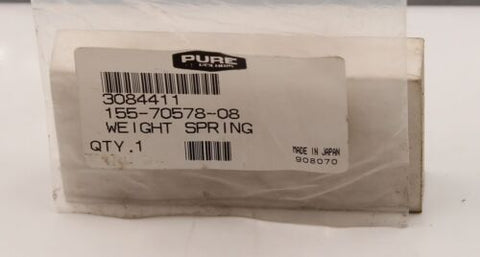 PURE
3084411
155-70578-08
WEIGHT SPRING
QTY.1
MADE IN JAPAN
908070